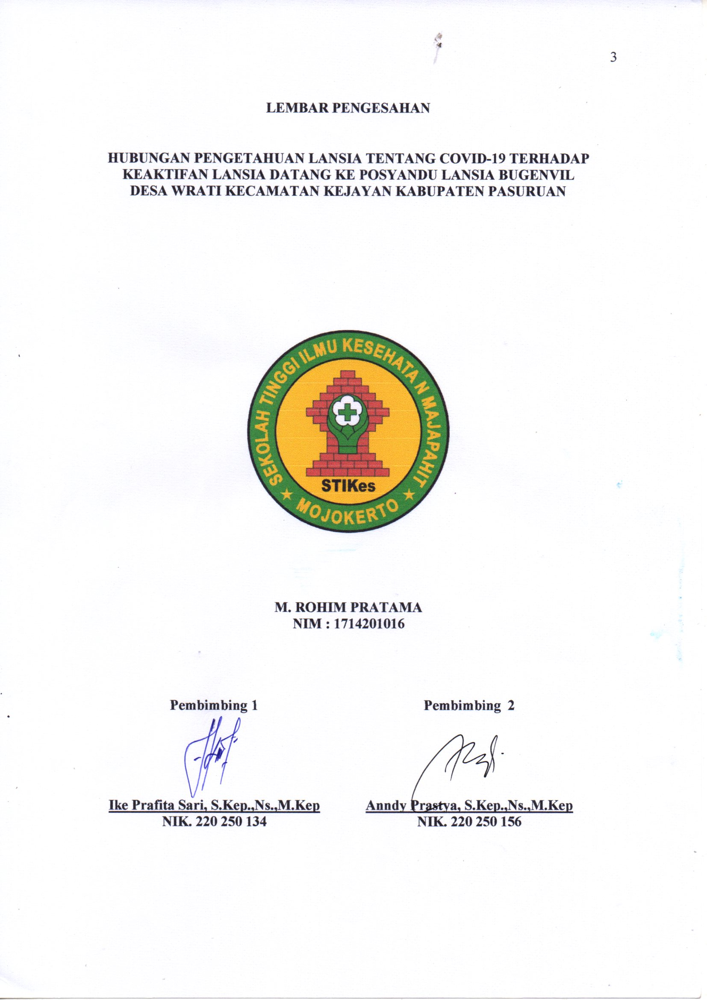 3
LEMBAR PENGESAHAN
HUBUNGAN PENGETAHUAN LANSIA TENTANG COVID-19 TERHADAP
KEAKTIFAN LANSIA DATANG KE POSYANDU LANSIA BUGENVIL
DESA WRATI KECAMATAN KEJAYAN KABUPATEN PASURUAN
SEKOLAH TINGGI ILMU KESEHATA N MAJAPAHIT
STIKes
★ MOJOKERTO ★
M. ROHIM PRATAMA
NIM : 1714201016
Pembimbing 1 Pembimbing 2
Ike Prafita Sari, S.Kep.,Ns.,M.Kep Anndy Prastya, S.Kep.,Ns.,M.Kep
NIK. 220 250 134 NIK. 220 250 156